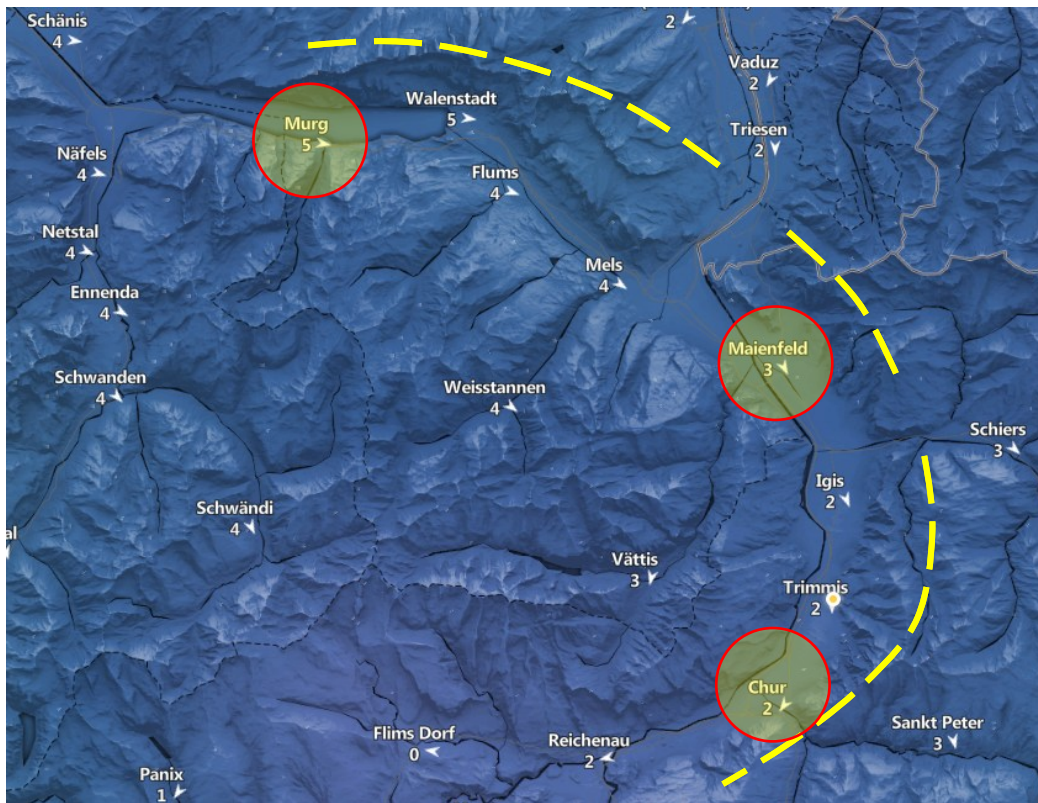 Schänis
4
2
Vaduz
2
Walenstadt
5
Murg
5
Triesen
2
Näfels
4
Flums
4
Netstal
4
Mels
4
Ennenda
4
Maienfeld
3
Schwanden
4
Weisstannen
4
Schiers
3
Igis
2
Schwändi
4
al
Vättis
3
Trimmis
2
Chur
2
Sankt Peter
3
Flims Dorf
0
Reichenau
2
Panix
1